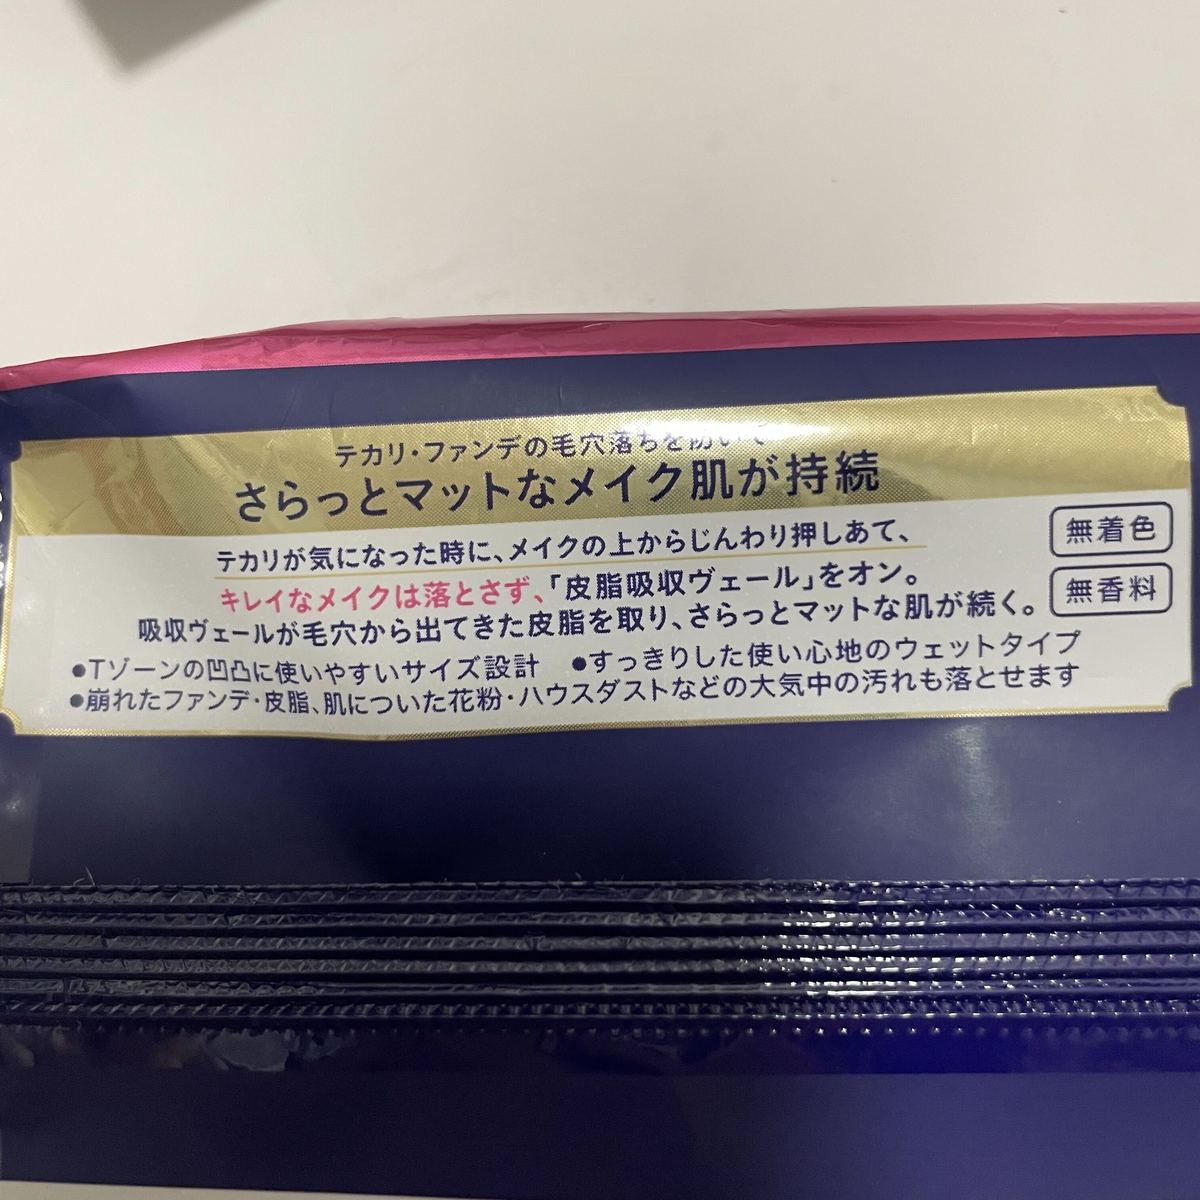 テカリ・ファンデの毛穴落ちを防いで
さらっとマットなメイク肌が持続
テカリが気になった時に、メイクの上からじんわり押しあて、
キレイなメイクは落とさず、「皮脂吸収ヴェール」をオン。
吸収ヴェールが毛穴から出てきた皮脂を取り、さらっとマットな肌が続く。
無着色
無香料
●Tゾーンの凹凸に使いやすいサイズ設計 ●すっきりした使い心地のウェットタイプ
●崩れたファンデ・皮脂、肌についた花粉・ハウスダストなどの大気中の汚れも落とせます